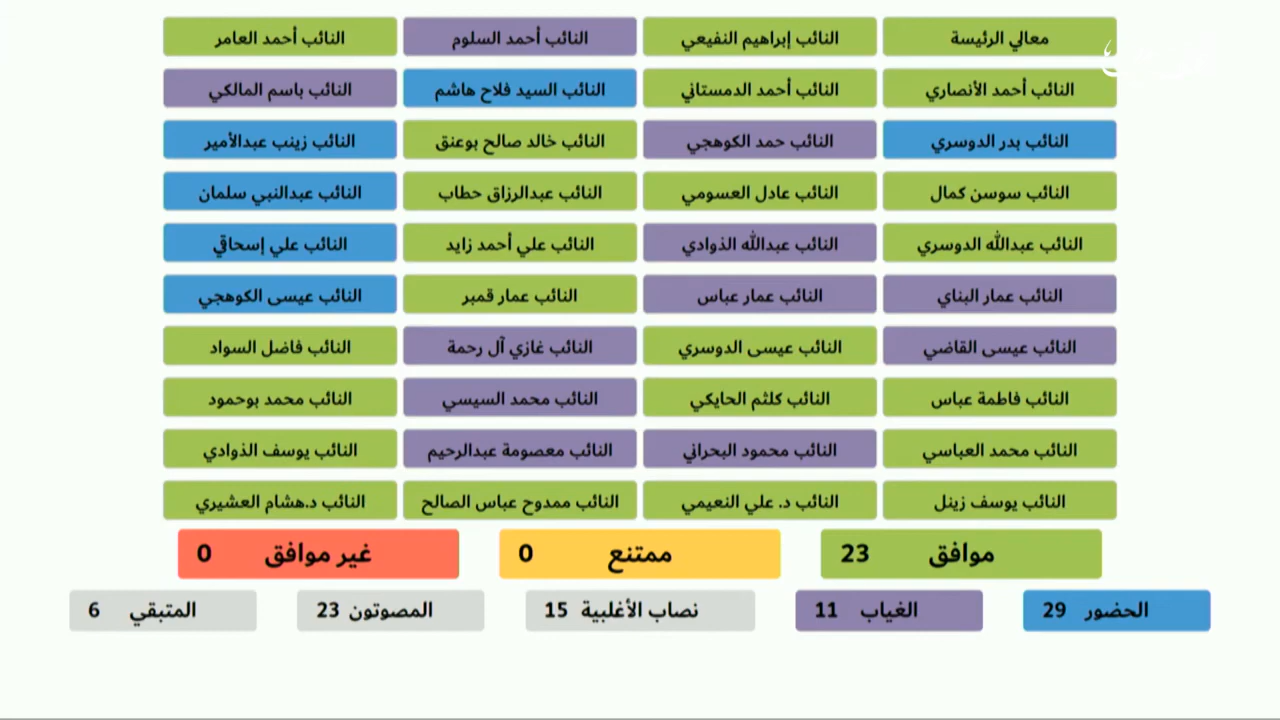 معالي الرئيسة النائب إبراهيم النفيعي النائب أحمد السلوم النائب أحمد العامر
النائب أحمد الأنصاري النائب أحمد الدمستاني النائب السيد فلاح هاشم النائب باسم المالكي
النائب بدر الدوسري النائب حمد الكوهجي النائب خالد صالح بوعنق النائب زينب عبدالأمير
النائب سوسن كمال النائب عادل العسومي النائب عبدالرزاق حطاب النائب عبدالنبي سلمان
النائب عبدالله الدوسري النائب عبدالله الذوادي النائب علي أحمد زايد النائب علي إسحاقي
النائب عمار البناي النائب عمار عباس النائب عمار قمبر النائب عيسى الكوهجي
النائب عيسى القاضي النائب عيسى الدوسري النائب غازي آل رحمة النائب فاضل السواد
النائب فاطمة عباس النائب كلثم الحايكي النائب محمد السيسي النائب محمد بوحمود
النائب محمد العباسي النائب محمود البحراني النائب معصومة عبدالرحيم النائب يوسف الذوادي
النائب يوسف زينل النائب د. علي النعيمي النائب ممدوح عباس الصالح النائب د.هشام العشيري
موافق 23 ممتنع 0 غير موافق 0
الحضور 29 الغياب 11 نصاب الأغلبية 15 المصوتون 23 المتبقي 6